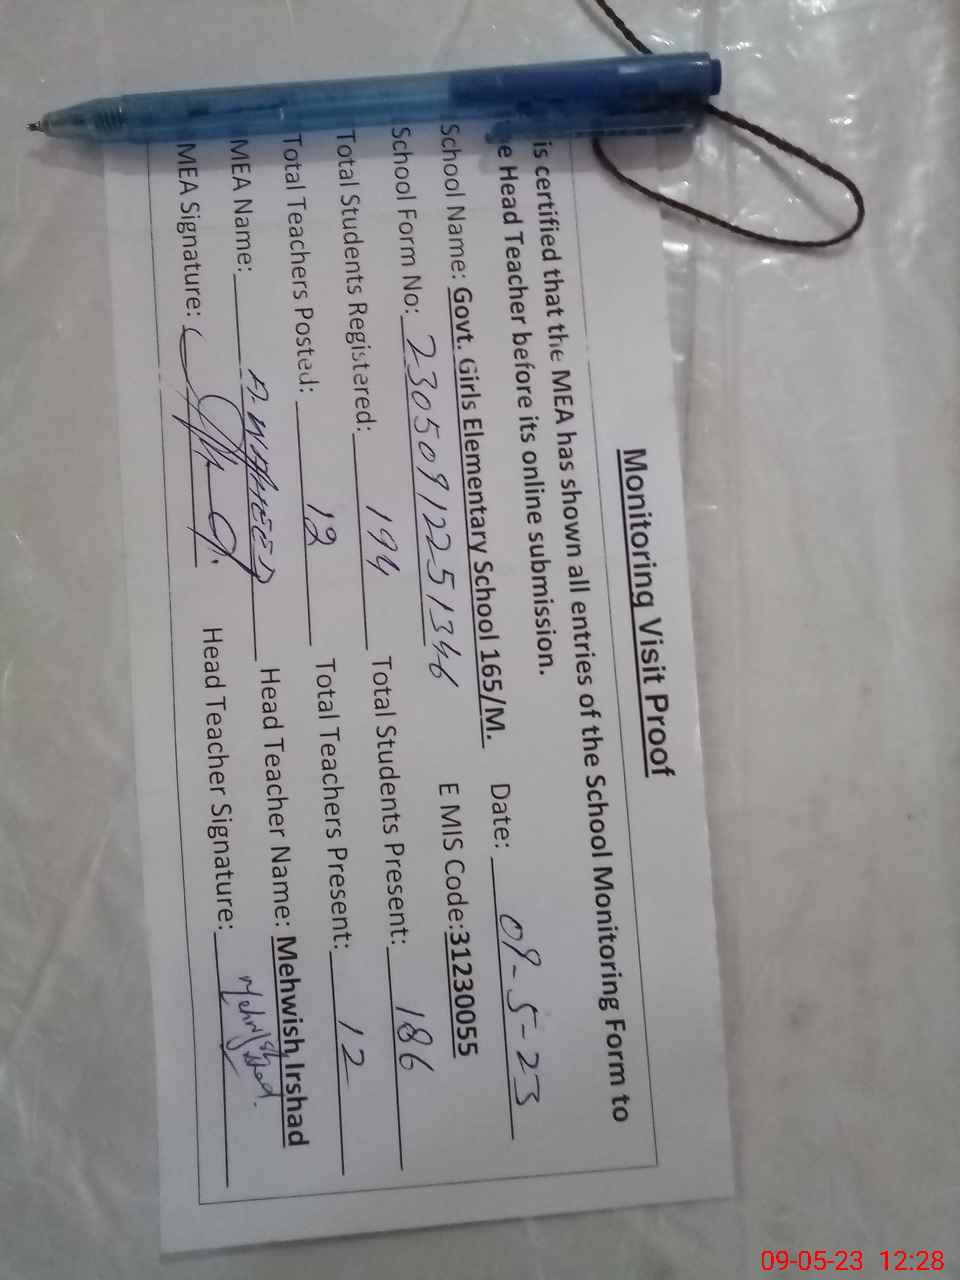 Monitoring Visit Proof
is certified that the MEA has shown all entries of the School Monitoring Form to
e Head Teacher before its online submission.
School Name: Govt. Girls Elementary School 165/M. Date: 09-5-23
School Form No: 23050912251346 E MIS Code:31230055
Total Students Registered: 194 Total Students Present: 186
Total Teachers Posted: 12 Total Teachers Present: 12
MEA Name: A. WAHEED Head Teacher Name: Mehwish Irshad
MEA Signature: Head Teacher Signature: Mehwish Irshad.
09-05-23 12:28